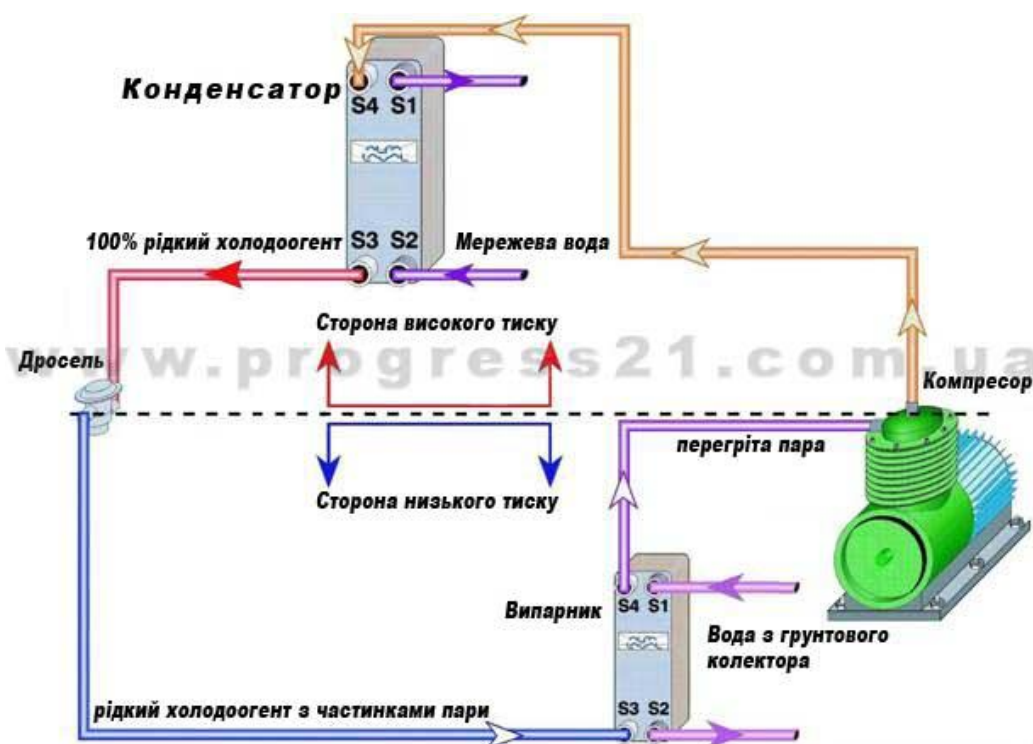 Конденсатор
S4 S1
100% рідкий холодоогент
S3 S2
Мережева вода
Сторона високого тиску
www.progress21.com.ua
Дросель
Компресор
перегріта пара
Сторона низького тиску
Випарник
S4 S1
Вода з грунтового
колектора
S3 S2
рідкий холодоогент з частинками пари